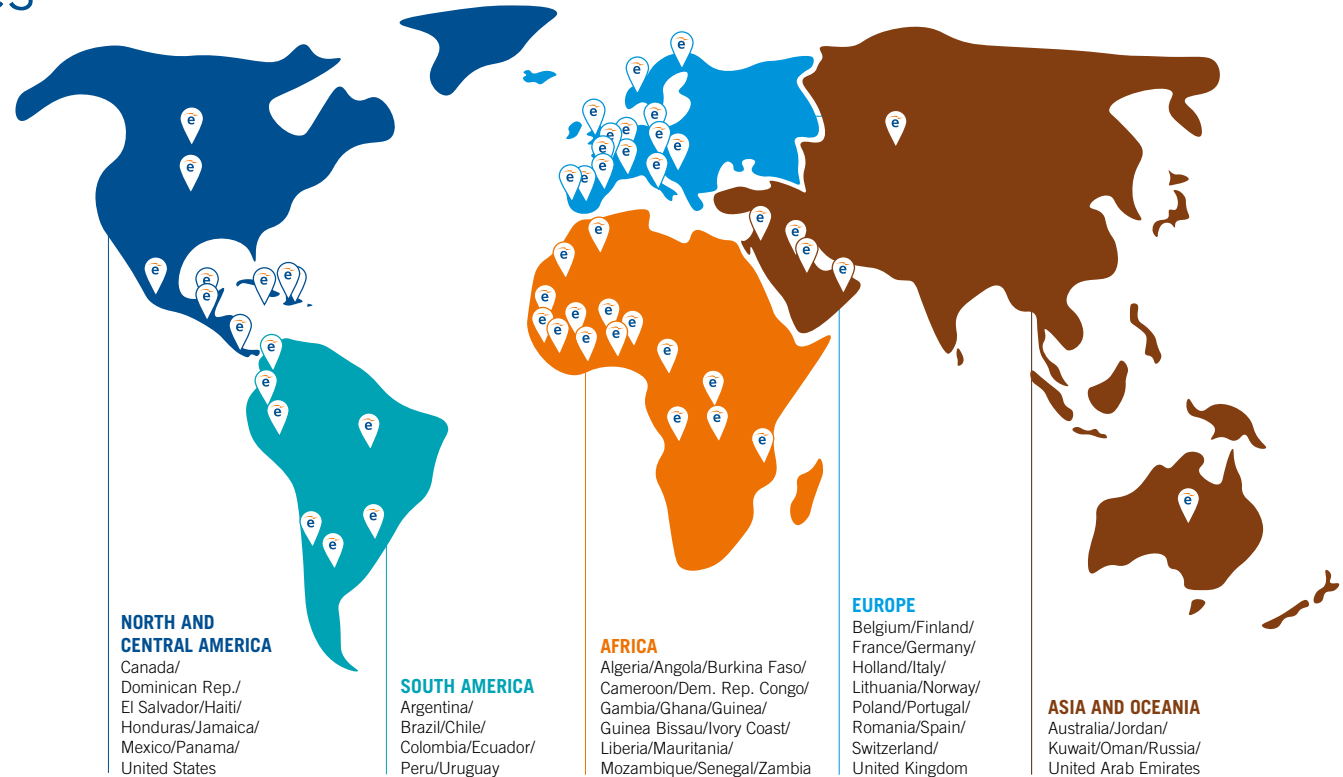 NORTH AND
CENTRAL AMERICA
Canada/
Dominican Rep./
El Salvador/Haiti/
Honduras/Jamaica/
Mexico/Panama/
United States
SOUTH AMERICA
Argentina/
Brazil/Chile/
Colombia/Ecuador/
Peru/Uruguay
AFRICA
Algeria/Angola/Burkina Faso/
Cameroon/Dem. Rep. Congo/
Gambia/Ghana/Guinea/
Guinea Bissau/Ivory Coast/
Liberia/Mauritania/
Mozambique/Senegal/Zambia
EUROPE
Belgium/Finland/
France/Germany/
Holland/Italy/
Lithuania/Norway/
Poland/Portugal/
Romania/Spain/
Switzerland/
United Kingdom
ASIA AND OCEANIA
Australia/Jordan/
Kuwait/Oman/Russia/
United Arab Emirates